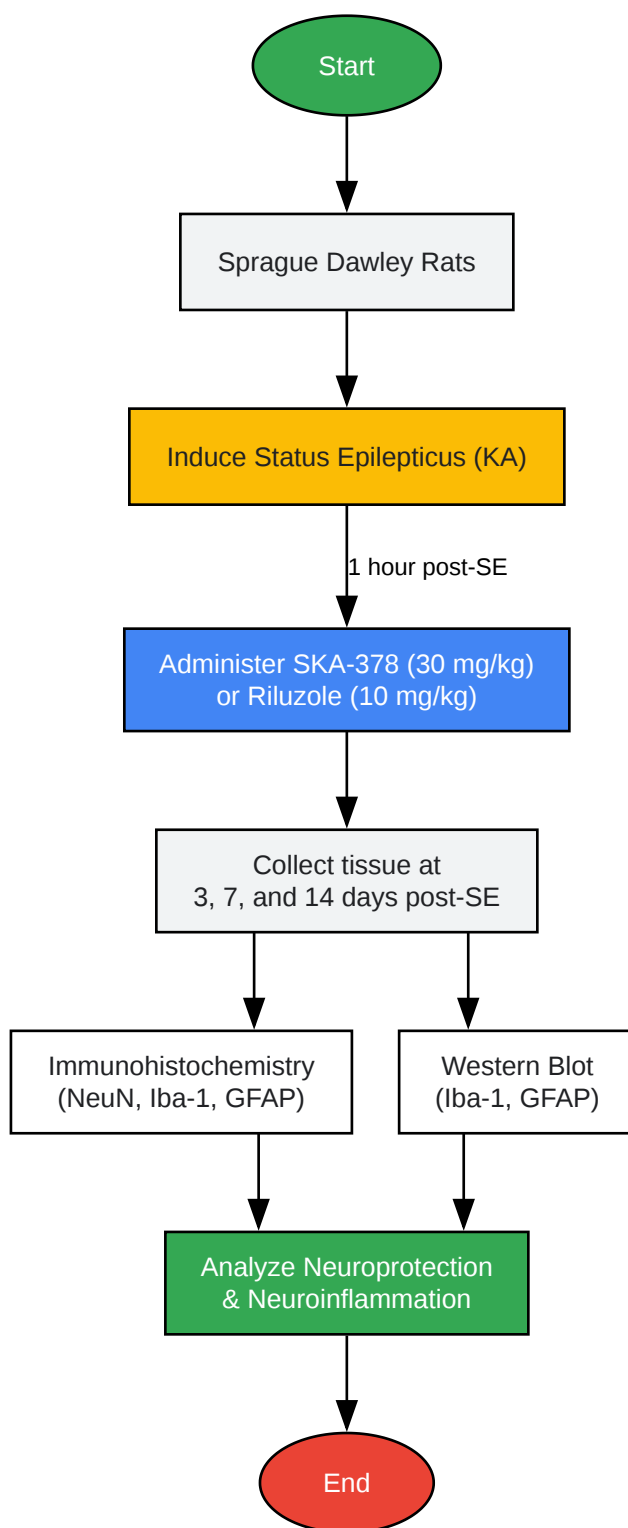 Start
Sprague Dawley Rats
Induce Status Epilepticus (KA)
1 hour post-SE
Administer SKA-378 (30 mg/kg)
or Riluzole (10 mg/kg)
Collect tissue at
3, 7, and 14 days post-SE
Immunohistochemistry
(NeuN, Iba-1, GFAP)
Western Blot
(Iba-1, GFAP)
Analyze Neuroprotection
& Neuroinflammation
End